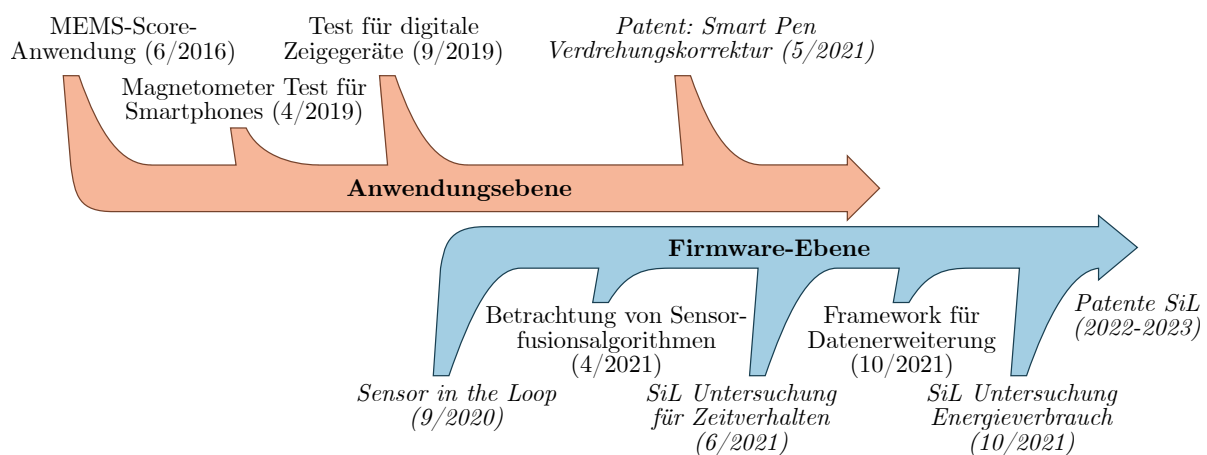 MEMS-Score-
Anwendung (6/2016)
Test für digitale
Zeigegeräte (9/2019)
Patent: Smart Pen
Verdrehungskorrektur (5/2021)
Magnetometer Test für
Smartphones (4/2019)
Anwendungsebene
Firmware-Ebene
Betrachtung von Sensor-
fusionsalgorithmen
(4/2021)
Framework für
Datenerweiterung
(10/2021)
Patente SiL
(2022-2023)
Sensor in the Loop
(9/2020)
SiL Untersuchung
für Zeitverhalten
(6/2021)
SiL Untersuchung
Energieverbrauch
(10/2021)